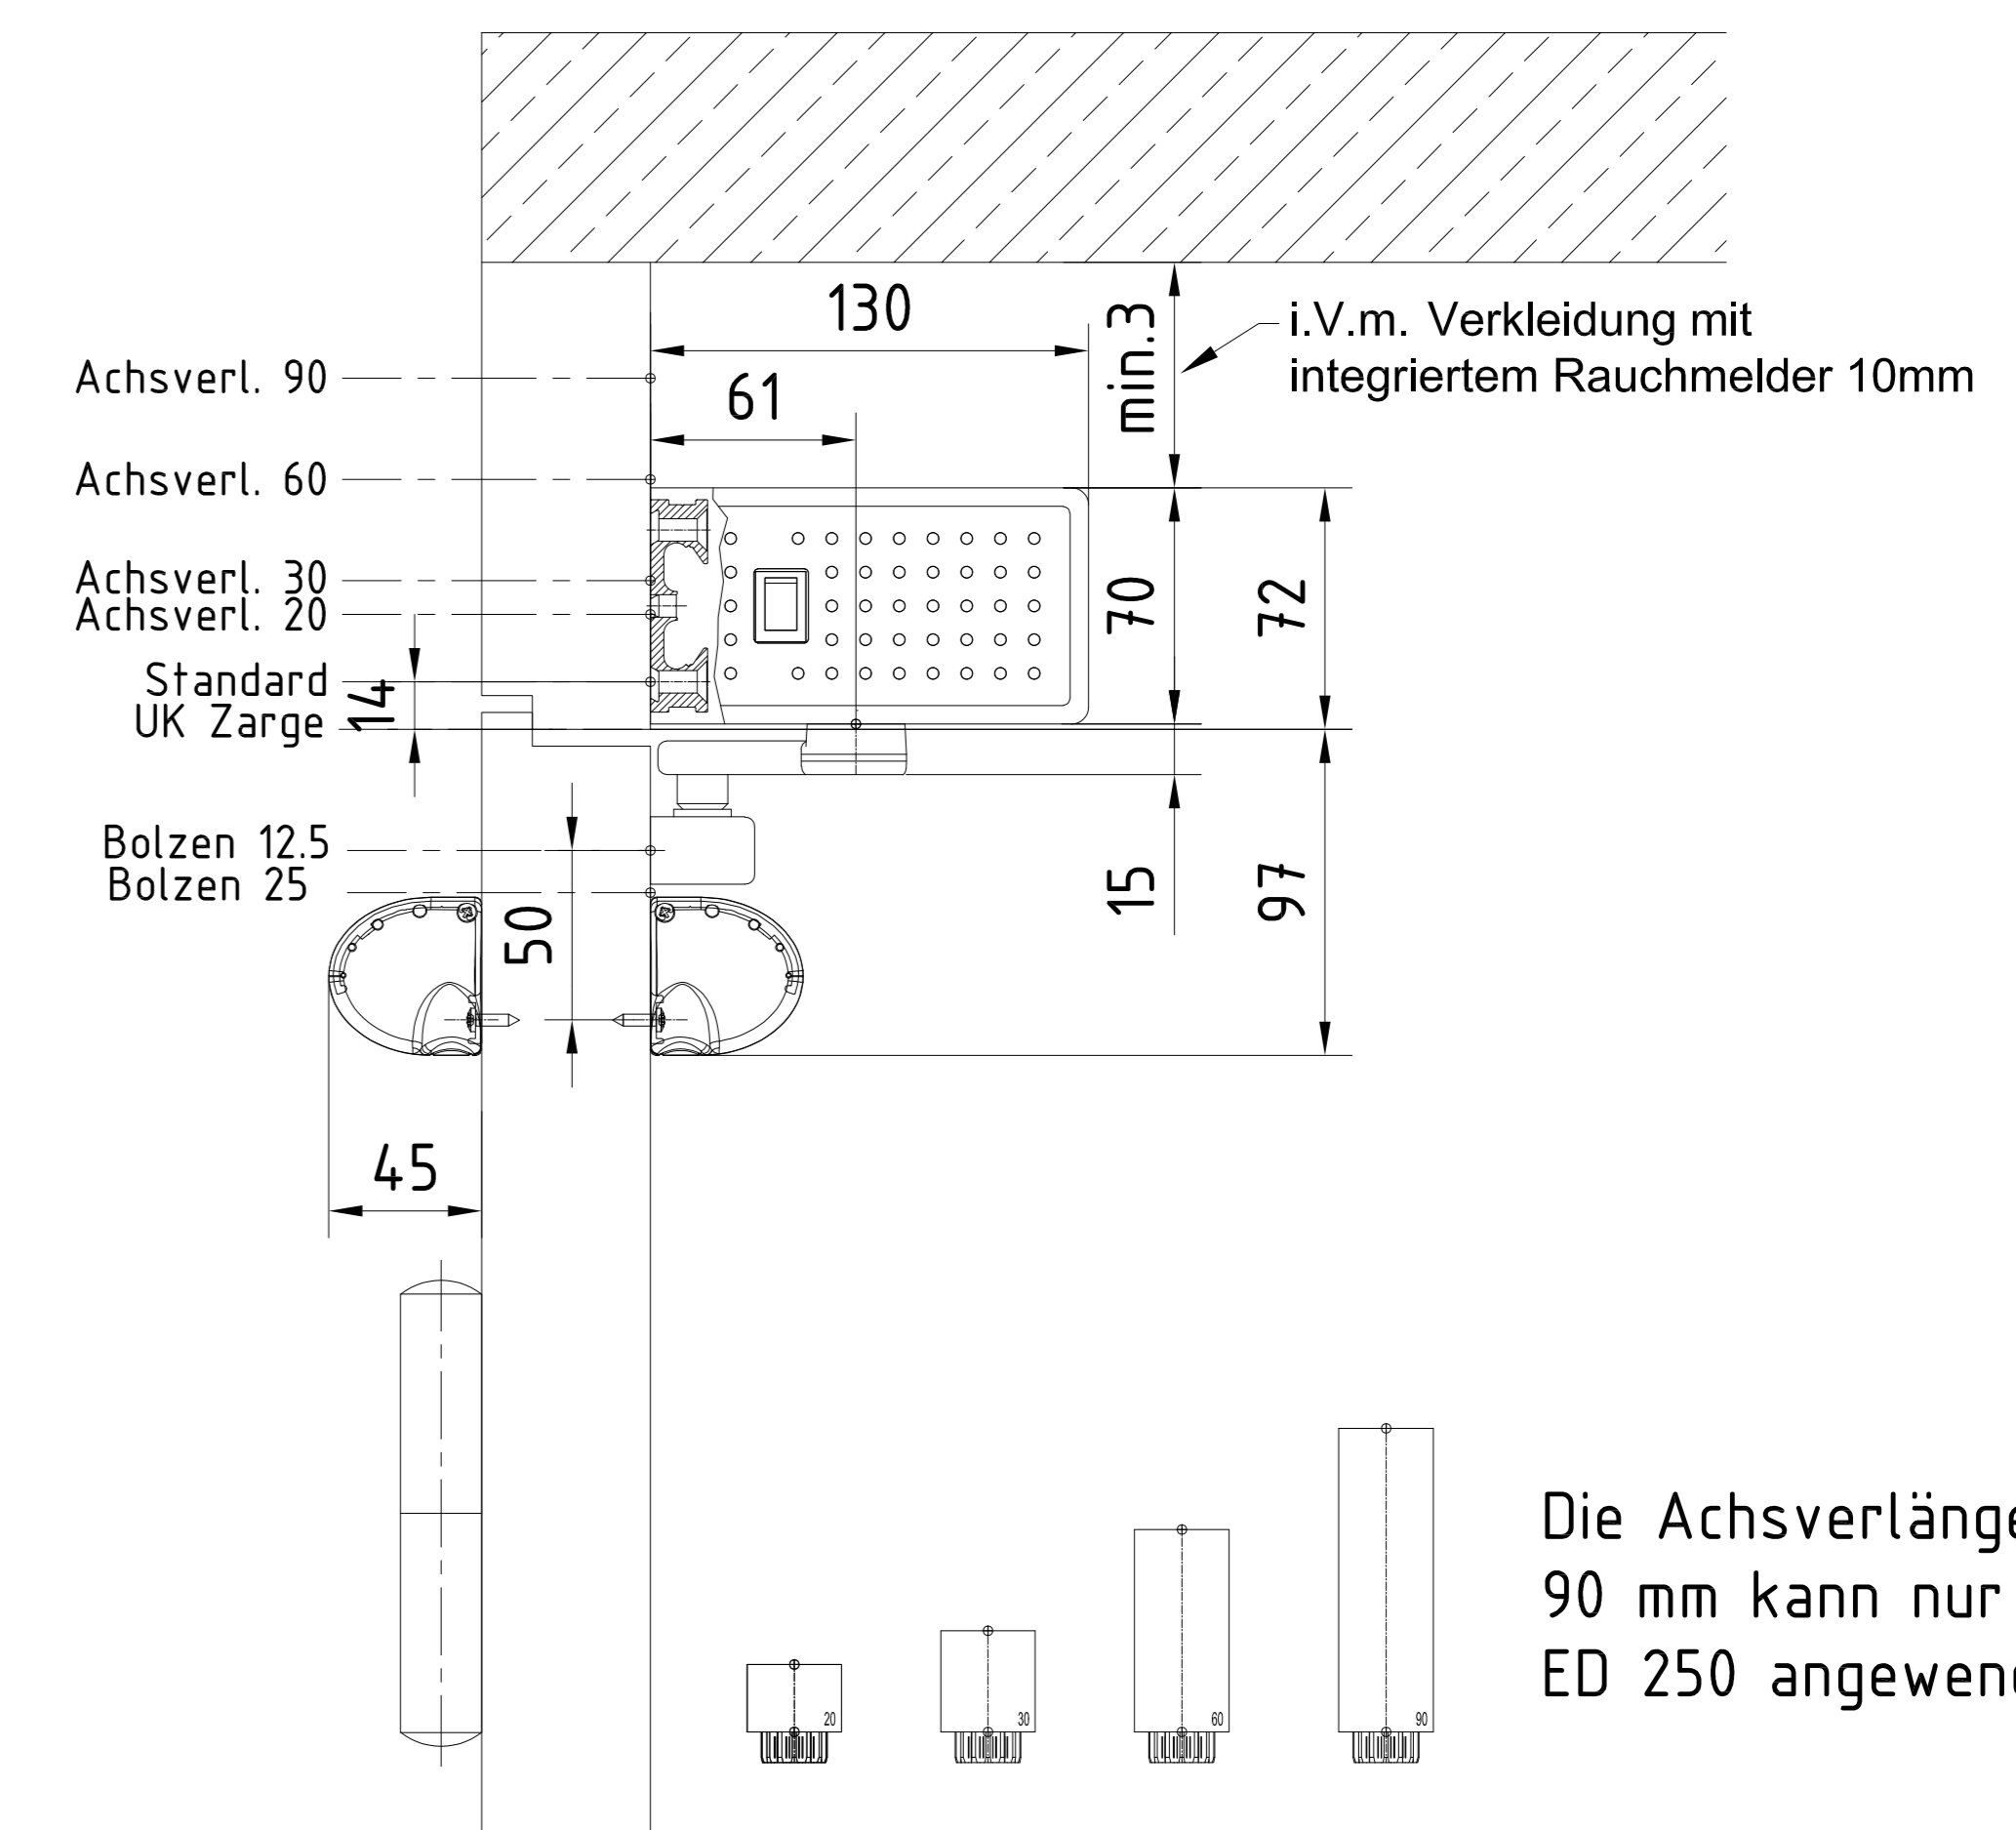 130
i.V.m. Verkleidung mit
integriertem Rauchmelder 10mm
min.3
61
Achsverl. 90
Achsverl. 60
Achsverl. 30
Achsverl. 20
Standard
UK Zarge
14
70
72
Bolzen 12.5
Bolzen 25
50
15
97
45
Die Achsverlänge
90 mm kann nur
ED 250 angewen
20
30
60
90